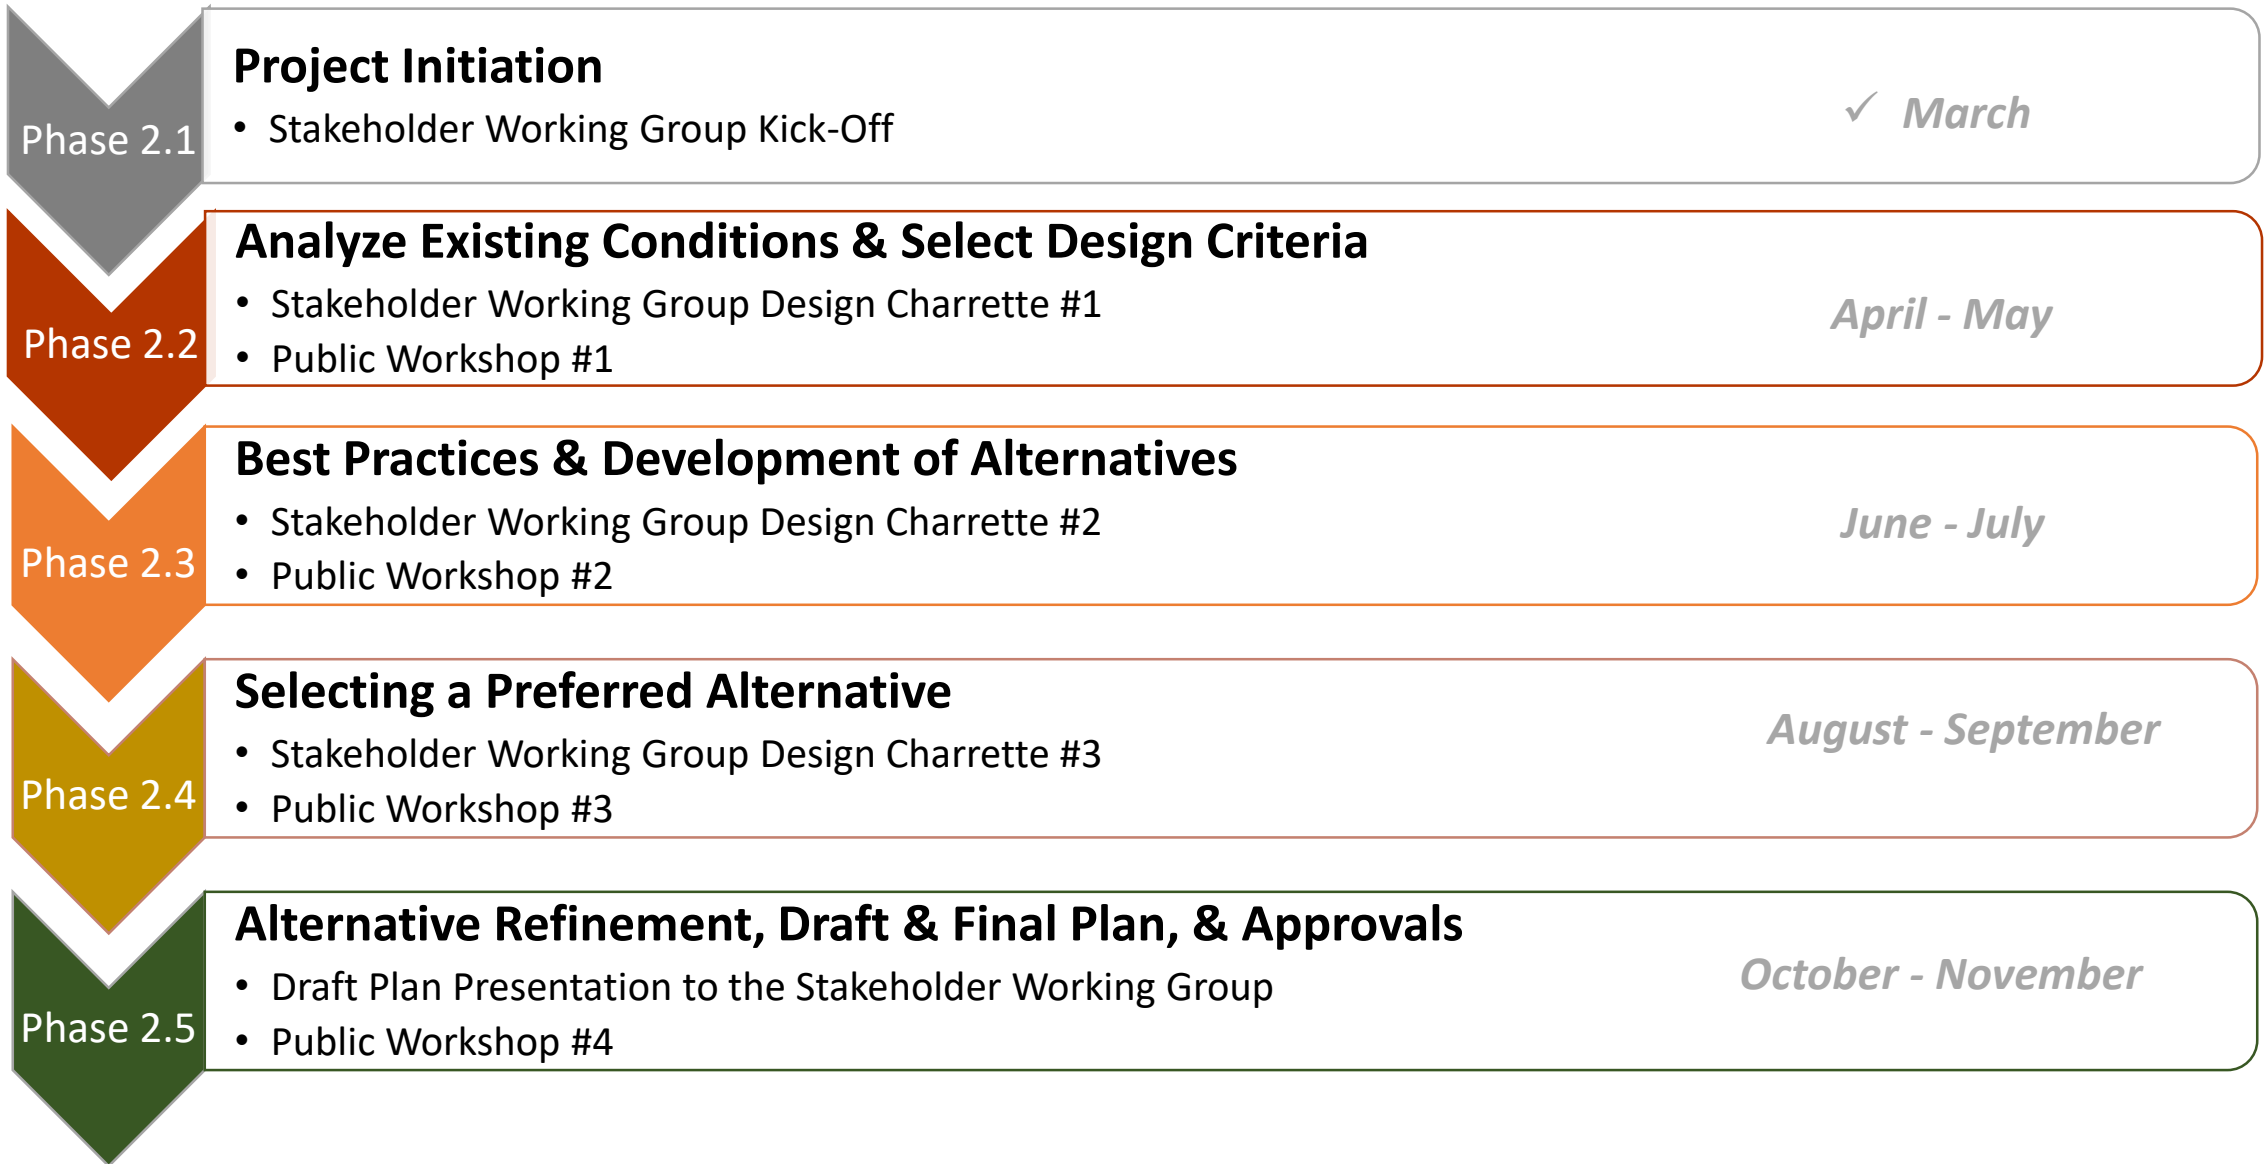 Phase 2.1
Project Initiation
• Stakeholder Working Group Kick-Off
✓ March
Phase 2.2
Analyze Existing Conditions & Select Design Criteria
• Stakeholder Working Group Design Charrette #1
• Public Workshop #1
April - May
Phase 2.3
Best Practices & Development of Alternatives
• Stakeholder Working Group Design Charrette #2
• Public Workshop #2
June - July
Phase 2.4
Selecting a Preferred Alternative
• Stakeholder Working Group Design Charrette #3
• Public Workshop #3
August - September
Phase 2.5
Alternative Refinement, Draft & Final Plan, & Approvals
• Draft Plan Presentation to the Stakeholder Working Group
• Public Workshop #4
October - November